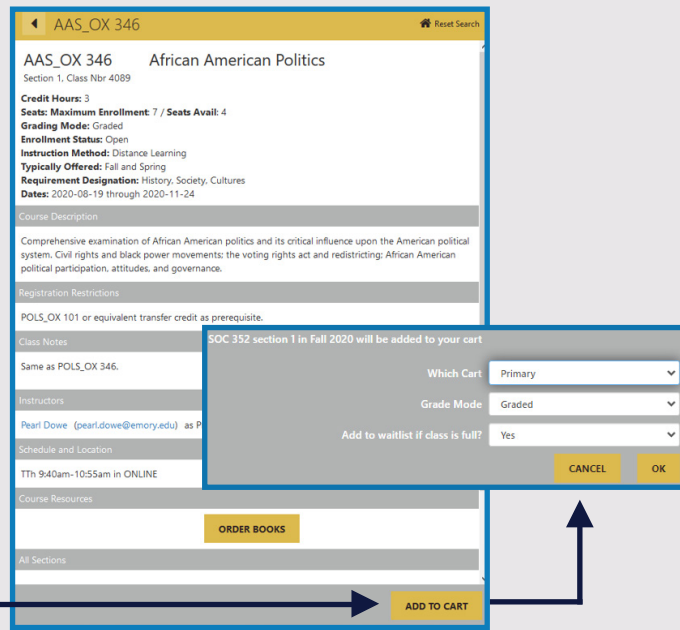 AAS_OX 346
Reset Search
AAS_OX 346 African American Politics
Section 1, Class Nbr 4089
Credit Hours: 3
Seats: Maximum Enrollment: 7 / Seats Avail: 4
Grading Mode: Graded
Enrollment Status: Open
Instruction Method: Distance Learning
Typically Offered: Fall and Spring
Requirement Designation: History, Society, Cultures
Dates: 2020-08-19 through 2020-11-24
Course Description
Comprehensive examination of African American politics and its critical influence upon the American political
system. Civil rights and black power movements; the voting rights act and redistricting; African American
political participation, attitudes, and governance.
Registration Restrictions
POLS_OX 101 or equivalent transfer credit as prerequisite.
Class Notes
Same as POLS_OX 346.
Instructors
Pearl Dowe (pearl.dowe@emory.edu) as P
Schedule and Location
TTh 9:40am-10:55am in ONLINE
Course Resources
ORDER BOOKS
All Sections
ADD TO CART
SOC 352 section 1 in Fall 2020 will be added to your cart
Which Cart Primary
Grade Mode Graded
Add to waitlist if class is full? Yes
CANCEL OK